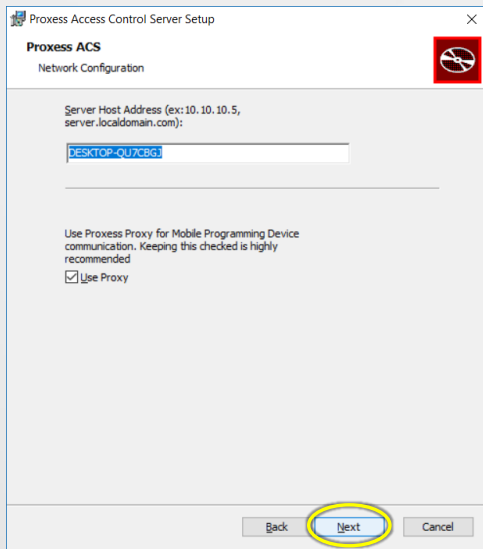 Proxess Access Control Server Setup
Proxess ACS
Network Configuration
Server Host Address (ex:10.10.10.5,
server.localdomain.com):
DESKTOP-QU7CBGJ
Use Proxess Proxy for Mobile Programming Device
communication. Keeping this checked is highly
recommended
Use Proxy
Back Next Cancel